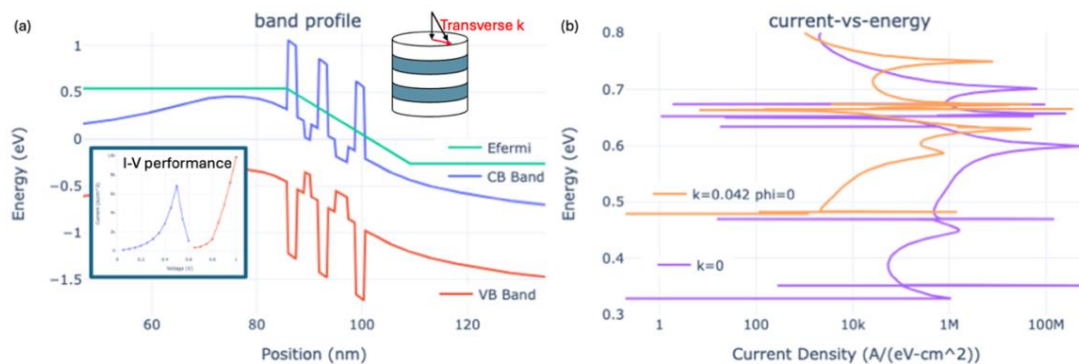 (a)
band profile
Transverse k
1
0.5
0
−0.5
−1
−1.5
Energy (eV)
Efermi
CB Band
VB Band
I-V performance
Voltage (V)
60
80
100
120
Position (nm)
(b)
current-vs-energy
0.8
0.7
0.6
0.5
0.4
0.3
Energy (eV)
k=0.042 phi=0
k=0
1
100
10k
1M
100M
Current Density (A/(eV-cm^2))